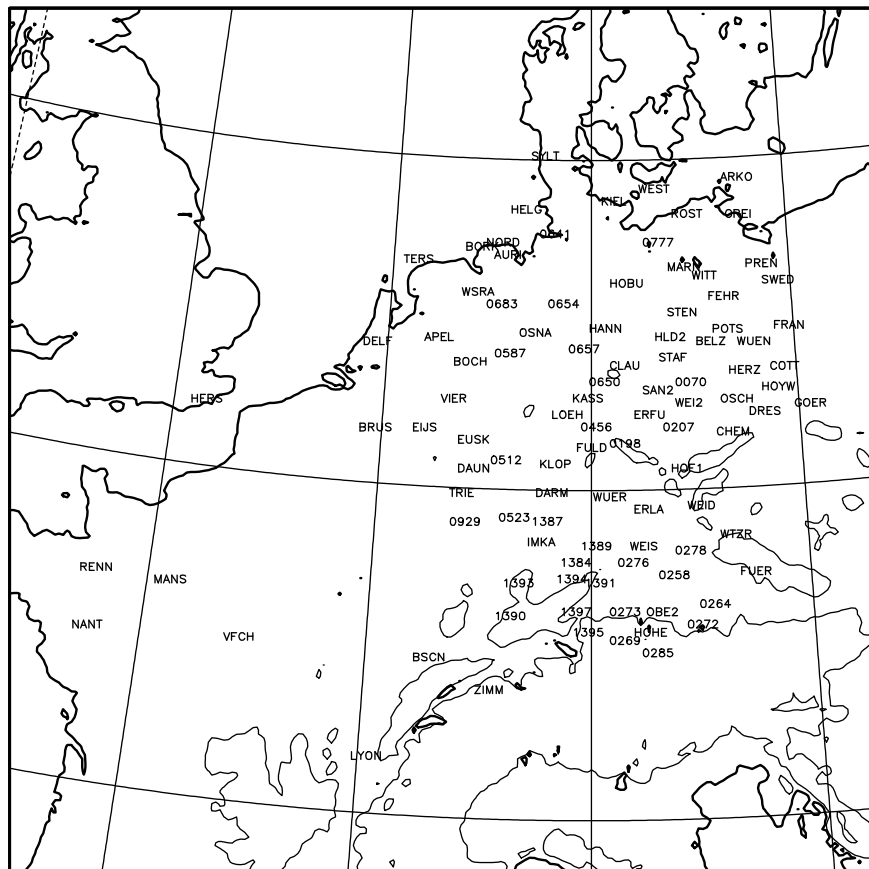 SYLT
ARKO
WEST
KIEL
HELG
ROST
GREI
0641
NORD
0777
BORK
AURI
TERS
PREN
MARN
WITT
SWED
HOBU
WSRA
FEHR
0683
0654
STEN
FRAN
HANN
POTS
OSNA
APEL
HLD2
DELF
BELZ
WUEN
0657
0587
STAF
BOCH
CLAU
COTT
HERZ
0650
0070
HOYW
SAN2
HERS
VIER
KASS
OSCH
WEI2
GOER
DRES
LOEH
ERFU
BRUS
EIJS
0456
0207
CHEM
EUSK
0198
FULD
0512
KLOP
DAUN
HOF1
TRIE
DARM
WUER
WEID
ERLA
0523
0929
1387
WTZR
IMKA
1389
WEIS
0278
1384
0276
RENN
FUER
0258
MANS
1394
1393
1391
0264
1397
0273
OBE2
1390
NANT
0272
1395
HOHE
VFCH
0269
0285
BSCN
ZIMM
LYON